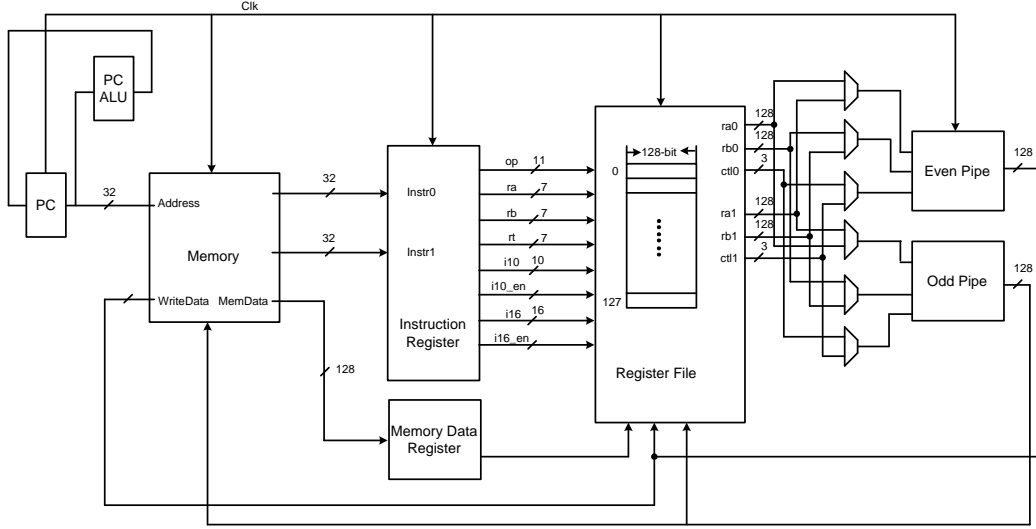 Clk
PC
ALU
PC
32
Address
Memory
WriteData
MemData
32
32
128
Instr0
Instr1
Instruction
Register
Memory Data
Register
op
11
ra
7
rb
7
rt
7
i10
10
i10_en
i16
16
i16_en
128-bit
0
127
Register File
ra0
128
rb0
128
ctl0
3
ra1
128
rb1
128
ctl1
3
Even Pipe
128
Odd Pipe
128